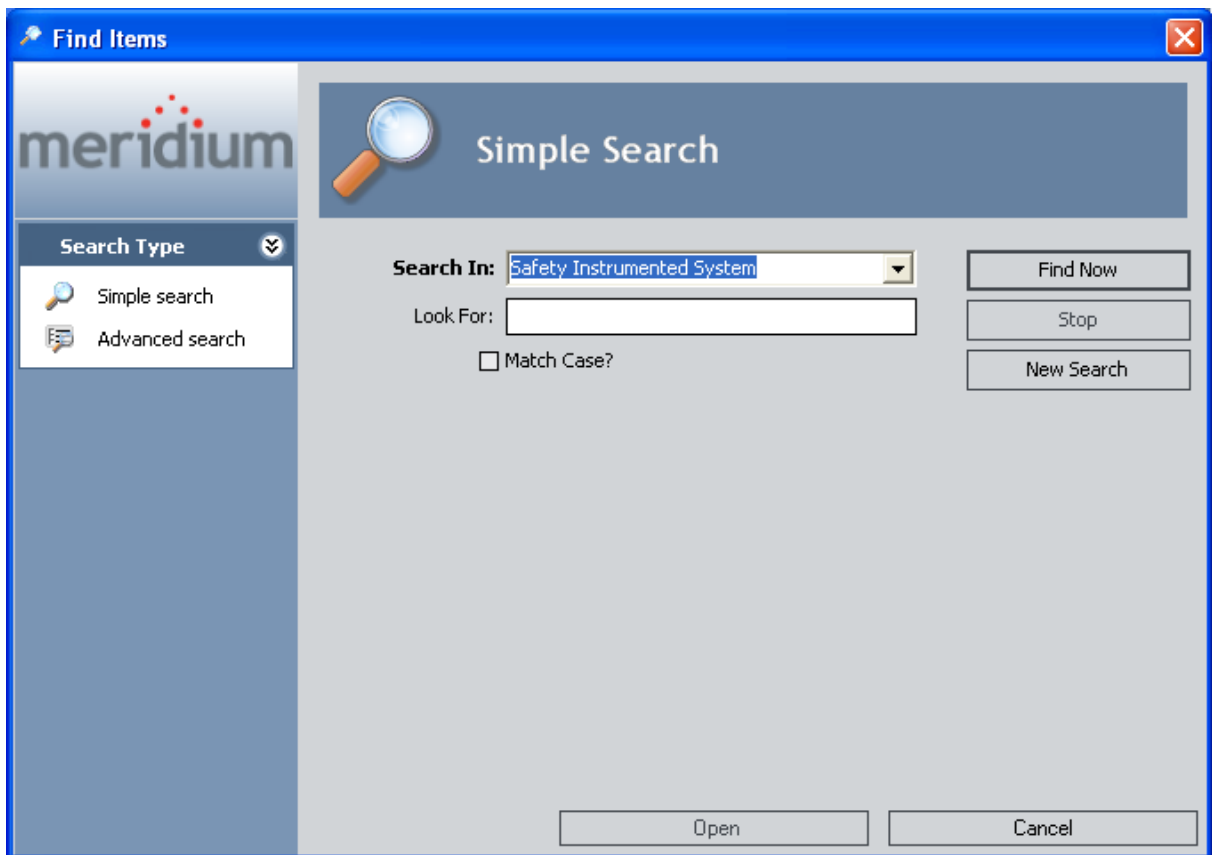 Find Items
meridium
Simple Search
Search Type
Simple search
Advanced search
Search In: Safety Instrumented System
Look For:
Match Case?
Find Now
Stop
New Search
Open Cancel